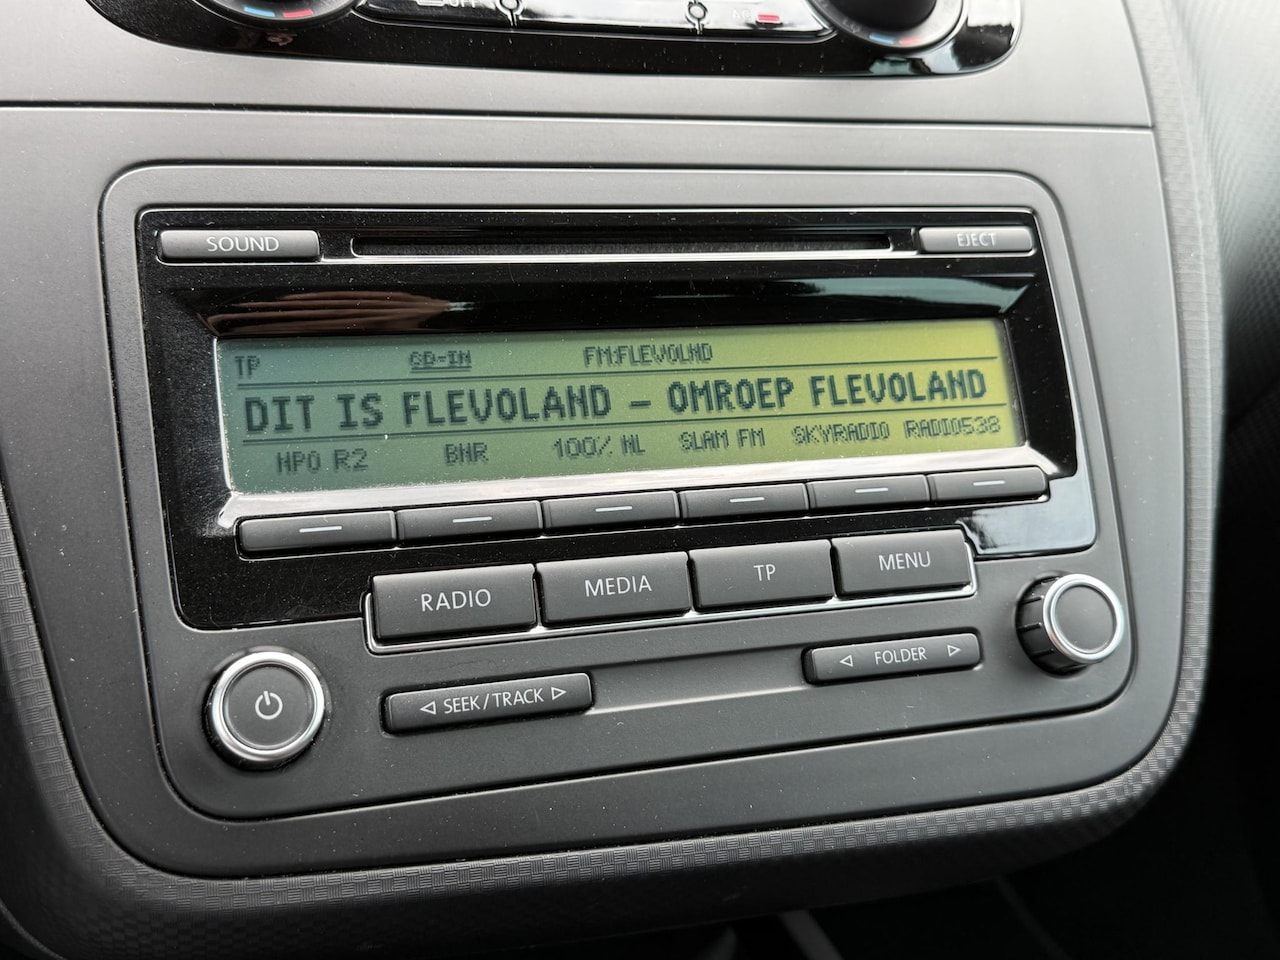 OFF
SOUND EJECT
TP CD-IN FM:FLEVOLND
DIT IS FLEVOLAND - OMROEP FLEVOLAND
NPO R2 BNR 100% NL SLAM FM SKYRADIO RADIO538
RADIO MEDIA TP MENU
◁ SEEK/TRACK ▷ ◁ FOLDER ▷